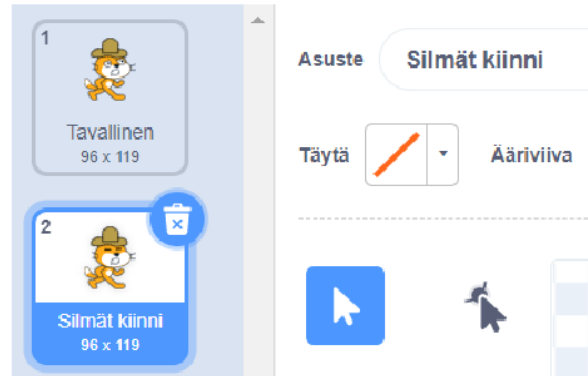 1
Tavallinen
96 x 119
2
Silmät kiinni
96 x 119
Asuste
Silmät kiinni
Täytä
Ääriviiva